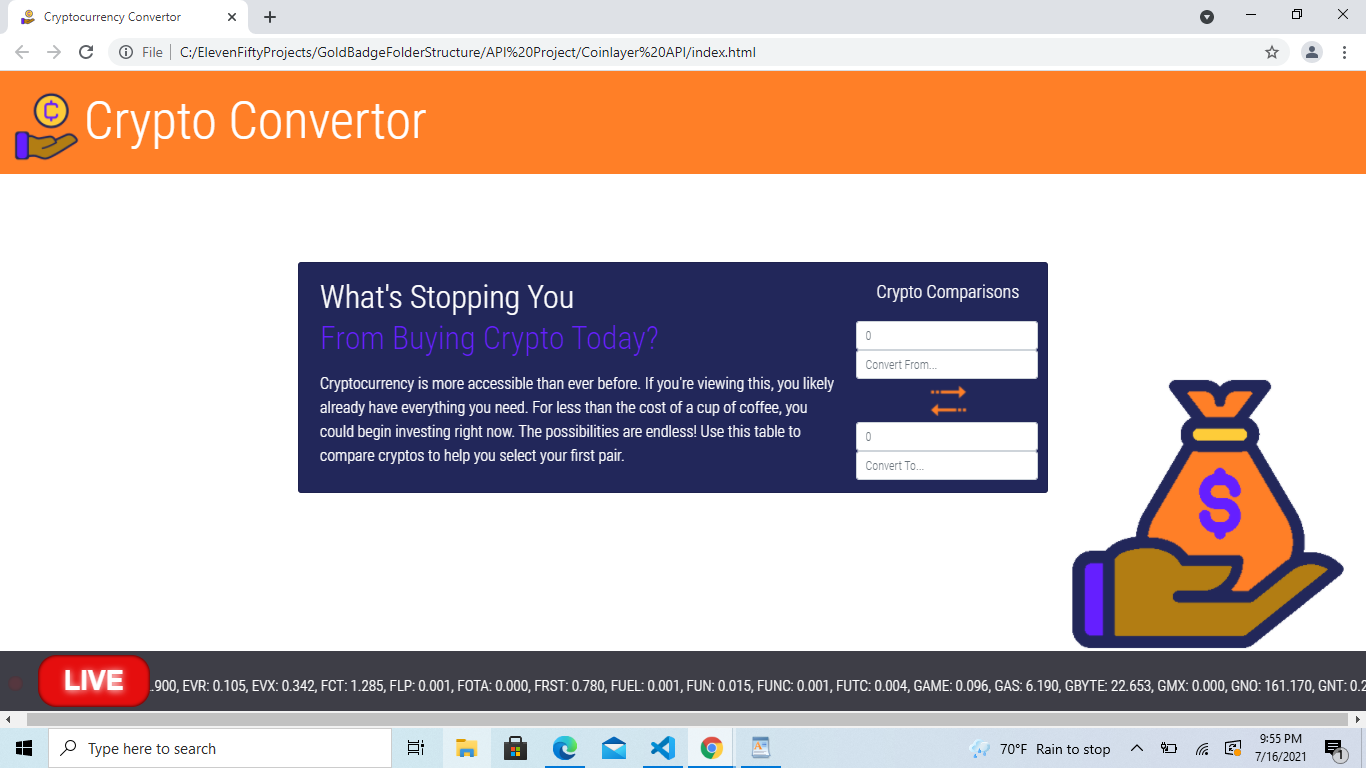 Cryptocurrency Convertor
File
C:/ElevenFiftyProjects/GoldBadgeFolderStructure/API%20Project/Coinlayer%20API/index.html
Crypto Convertor
What's Stopping You
From Buying Crypto Today?
Cryptocurrency is more accessible than ever before. If you're viewing this, you likely
already have everything you need. For less than the cost of a cup of coffee, you
could begin investing right now. The possibilities are endless! Use this table to
compare cryptos to help you select your first pair.
Crypto Comparisons
0
Convert From...
0
Convert To...
$
LIVE
.900, EVR: 0.105, EVX: 0.342, FCT: 1.285, FLP: 0.001, FOTA: 0.000, FRST: 0.780, FUEL: 0.001, FUN: 0.015, FUNC: 0.001, FUTC: 0.004, GAME: 0.096, GAS: 6.190, GBYTE: 22.653, GMX: 0.000, GNO: 161.170, GNT: 0.2
Type here to search
70°F Rain to stop
9:55 PM
7/16/2021
1